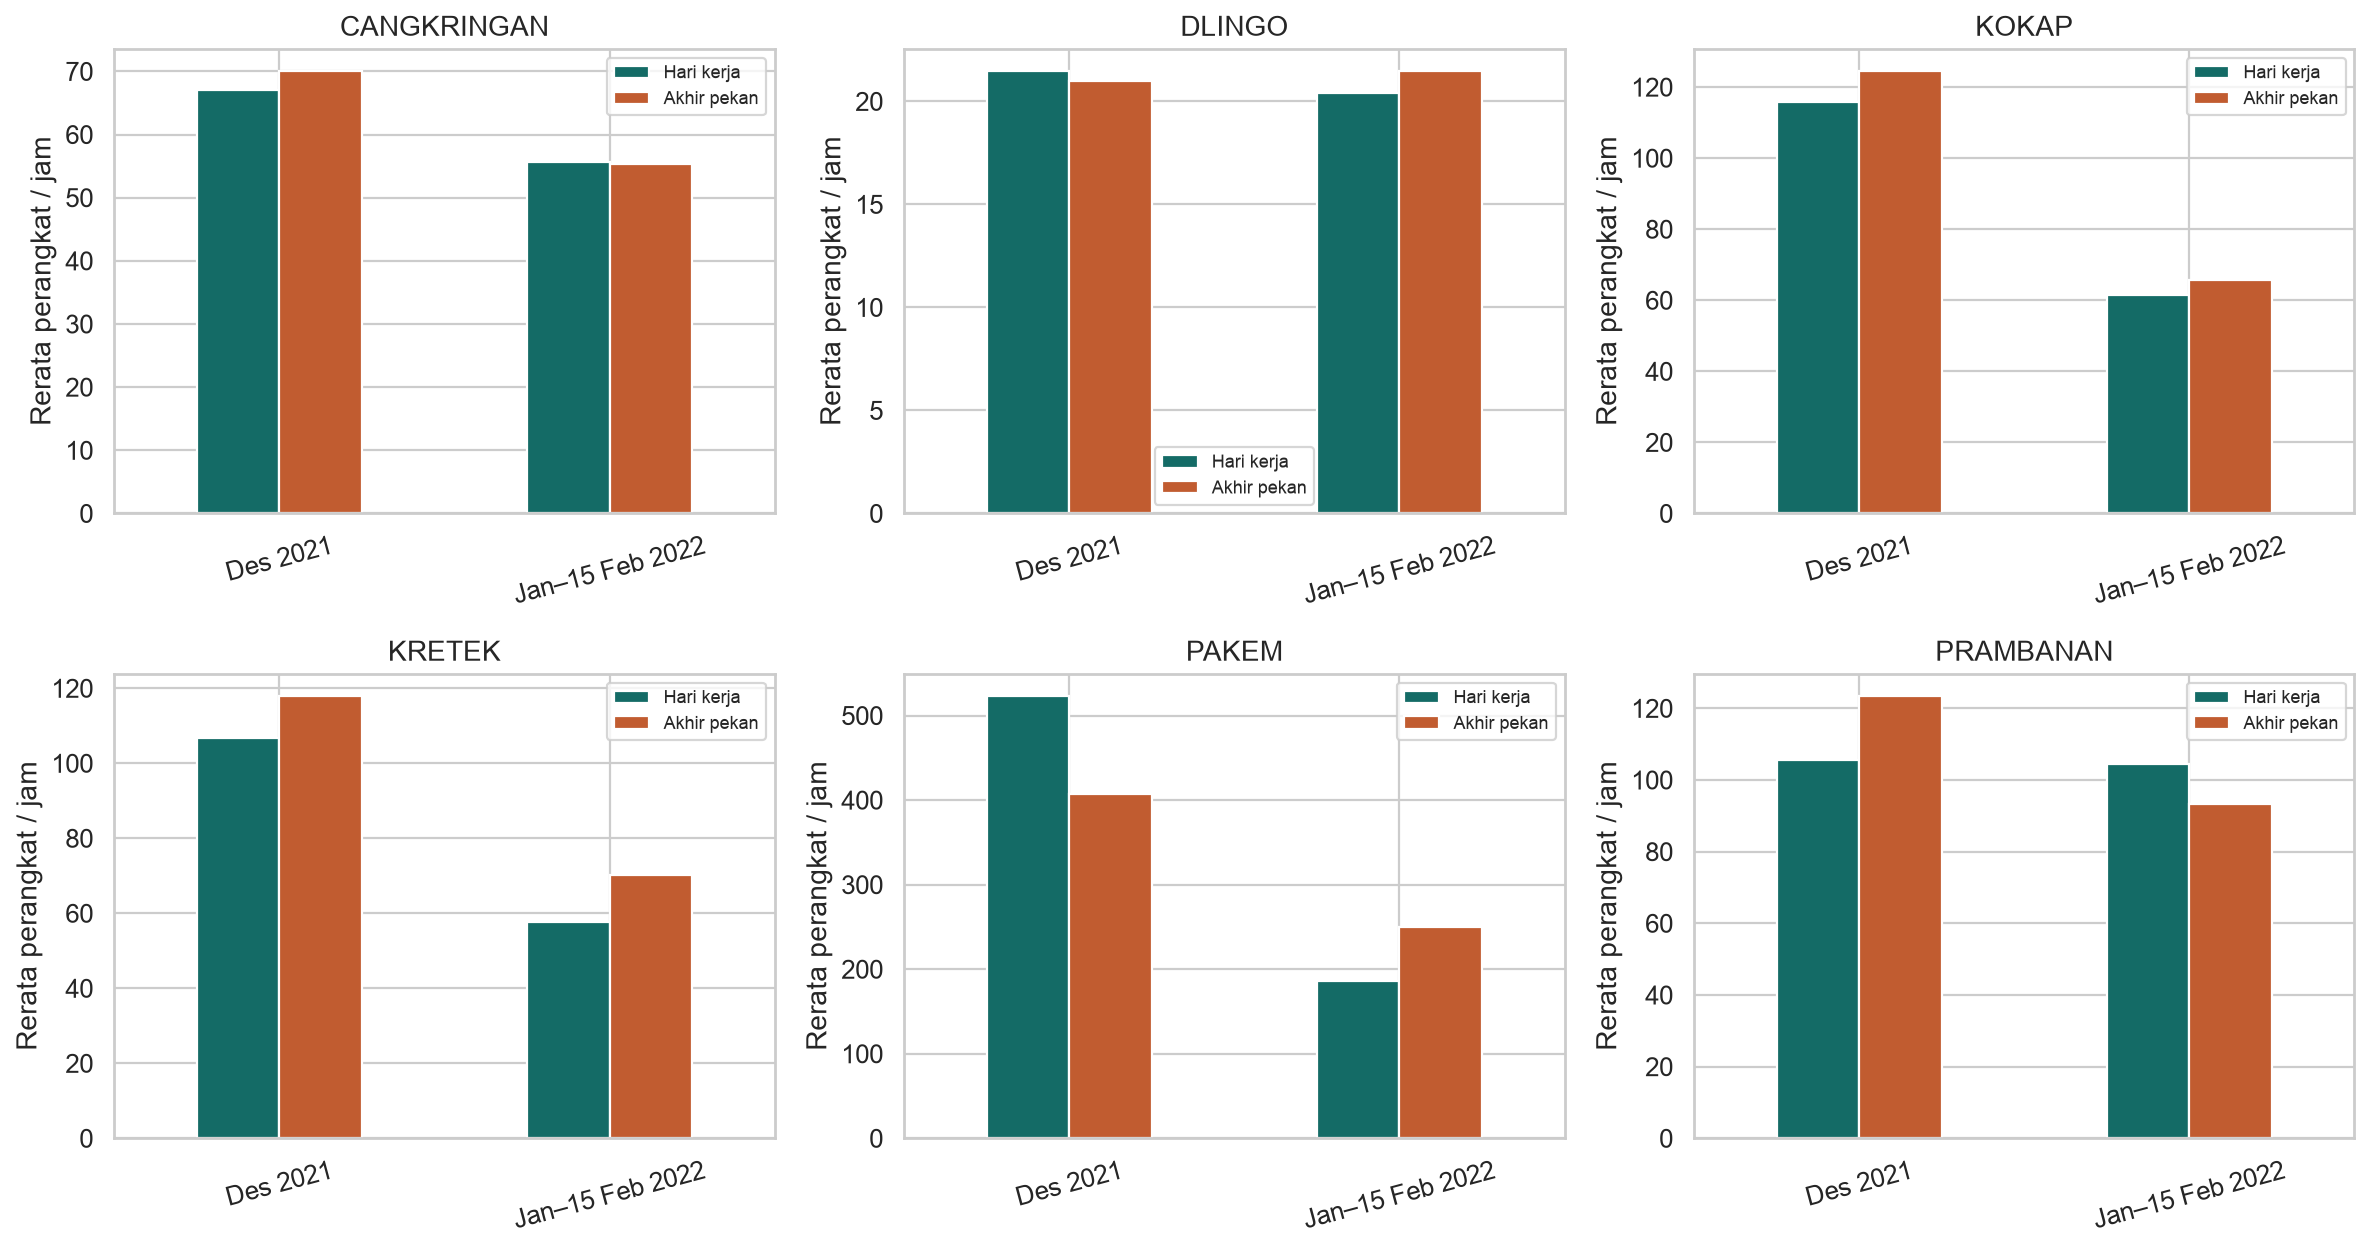 CANGKRINGAN
Rerata perangkat / jam
70
60
50
40
30
20
10
0
Hari kerja
Akhir pekan
Des 2021
Jan–15 Feb 2022
DLINGO
Rerata perangkat / jam
20
15
10
5
0
Hari kerja
Akhir pekan
Des 2021
Jan–15 Feb 2022
KOKAP
Rerata perangkat / jam
120
100
80
60
40
20
0
Hari kerja
Akhir pekan
Des 2021
Jan–15 Feb 2022
KRETEK
Rerata perangkat / jam
120
100
80
60
40
20
0
Hari kerja
Akhir pekan
Des 2021
Jan–15 Feb 2022
PAKEM
Rerata perangkat / jam
500
400
300
200
100
0
Hari kerja
Akhir pekan
Des 2021
Jan–15 Feb 2022
PRAMBANAN
Rerata perangkat / jam
120
100
80
60
40
20
0
Hari kerja
Akhir pekan
Des 2021
Jan–15 Feb 2022